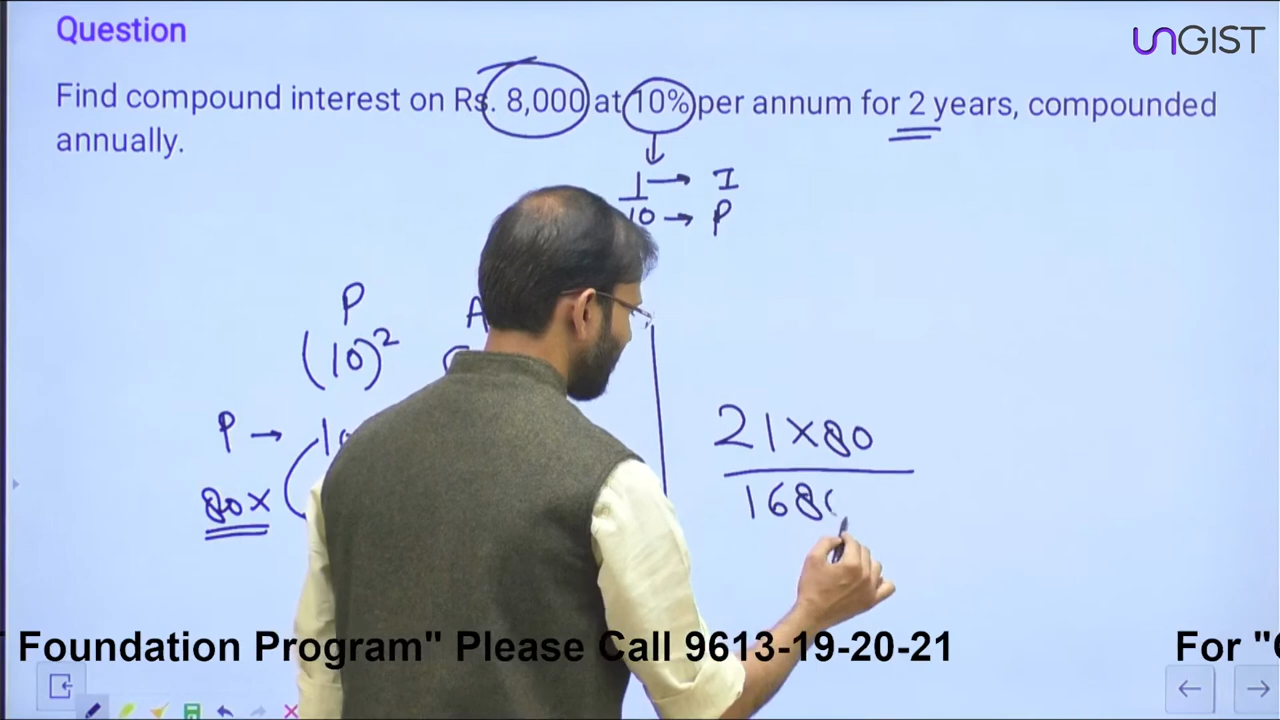 Question
UNGIST
Find compound interest on Rs. 8,000 at 10% per annum for 2 years, compounded
annually.
1 → I
10 → P
P
A
(10)²
P →
21×80
80×
168
Foundation Program" Please Call 9613-19-20-21
For "